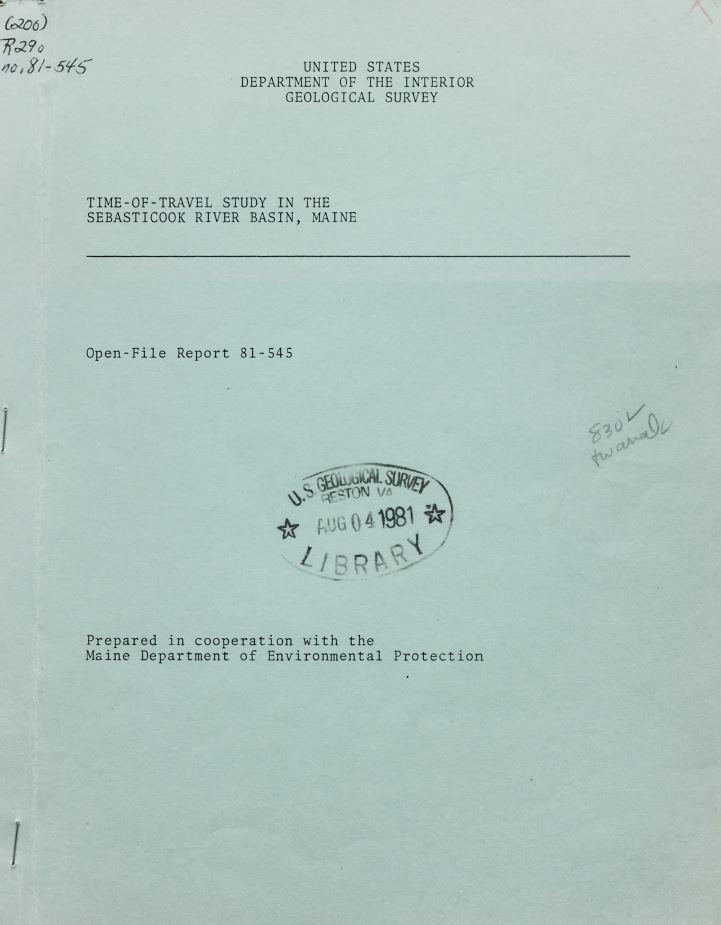 (200)
R290
no. 81-545
UNITED STATES
DEPARTMENT OF THE INTERIOR
GEOLOGICAL SURVEY
TIME-OF-TRAVEL STUDY IN THE
SEBASTICOOK RIVER BASIN, MAINE
Open-File Report 81-545
U.S. GEOLOGICAL SURVEY
RESTON VA
AUG 04 1981
LIBRARY
Prepared in cooperation with the
Maine Department of Environmental Protection